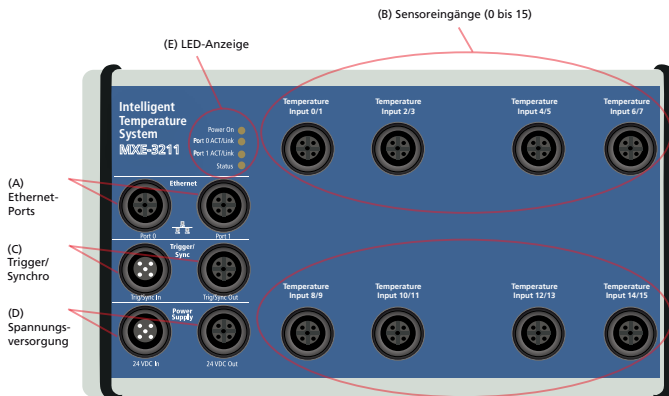 (B) Sensoreingänge (0 bis 15)
(E) LED-Anzeige
Intelligent
Temperature
System
MXE-3211
Power On
Port 0 ACT/Link
Port 1 ACT/Link
Status
Temperature
Input 0/1
Temperature
Input 2/3
Temperature
Input 4/5
Temperature
Input 6/7
(A)
Ethernet-
Ports
Ethernet
Port 0
Port 1
(C)
Trigger/
Synchro
Trigger/
Sync
Trig/Sync In
Trig/Sync Out
(D)
Spannungs-
versorgung
Power
Supply
24 VDC In
24 VDC Out
Temperature
Input 8/9
Temperature
Input 10/11
Temperature
Input 12/13
Temperature
Input 14/15